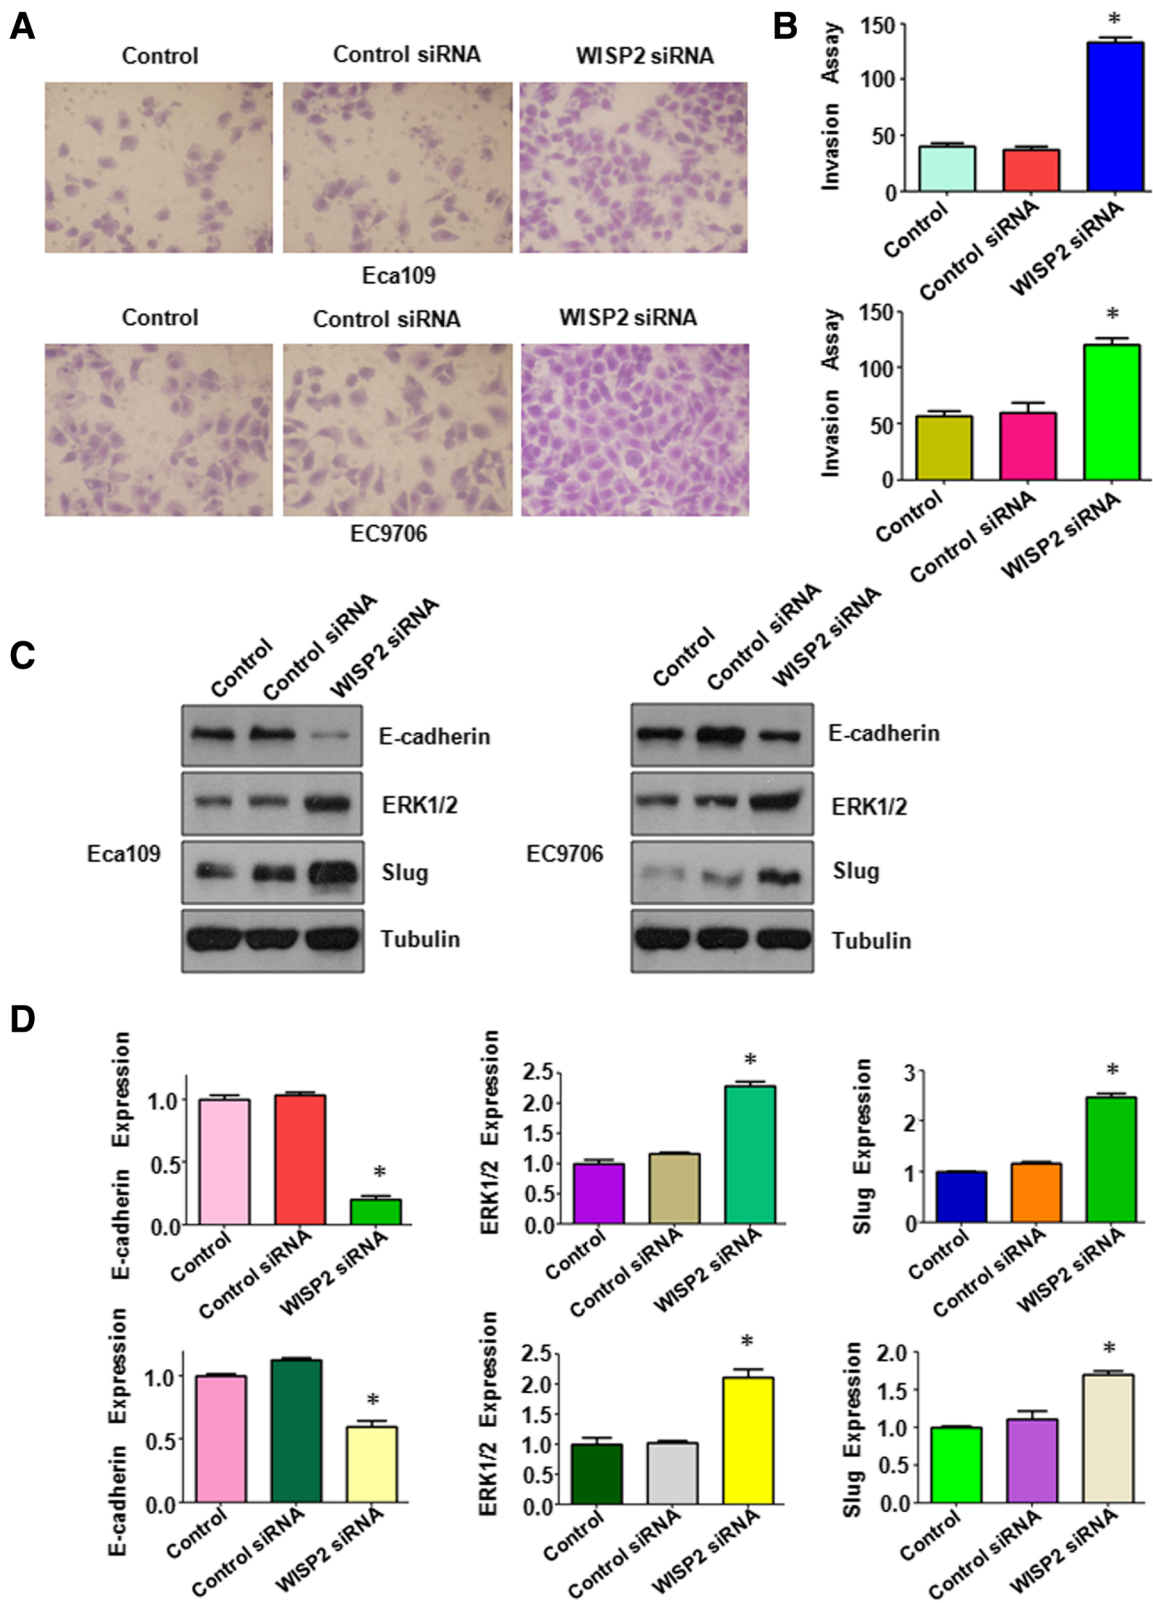 A
Control
Control siRNA
WISP2 siRNA
Eca109
Control
Control siRNA
WISP2 siRNA
EC9706
B
Invasion Assay
150
100
50
0
*
Control
Control siRNA
WISP2 siRNA
Invasion Assay
150
100
50
0
*
Control
Control siRNA
WISP2 siRNA
C
Control
Control siRNA
WISP2 siRNA
E-cadherin
ERK1/2
Eca109
Slug
Tubulin
Control
Control siRNA
WISP2 siRNA
E-cadherin
ERK1/2
EC9706
Slug
Tubulin
D
E-cadherin Expression
1.0
0.5
0.0
*
Control
Control siRNA
WISP2 siRNA
ERK1/2 Expression
2.5
2.0
1.5
1.0
0.5
0.0
*
Control
Control siRNA
WISP2 siRNA
Slug Expression
3
2
1
0
*
Control
Control siRNA
WISP2 siRNA
E-cadherin Expression
1.0
0.5
0.0
*
Control
Control siRNA
WISP2 siRNA
ERK1/2 Expression
2.5
2.0
1.5
1.0
0.5
0.0
*
Control
Control siRNA
WISP2 siRNA
Slug Expression
2.0
1.5
1.0
0.5
0.0
*
Control
Control siRNA
WISP2 siRNA